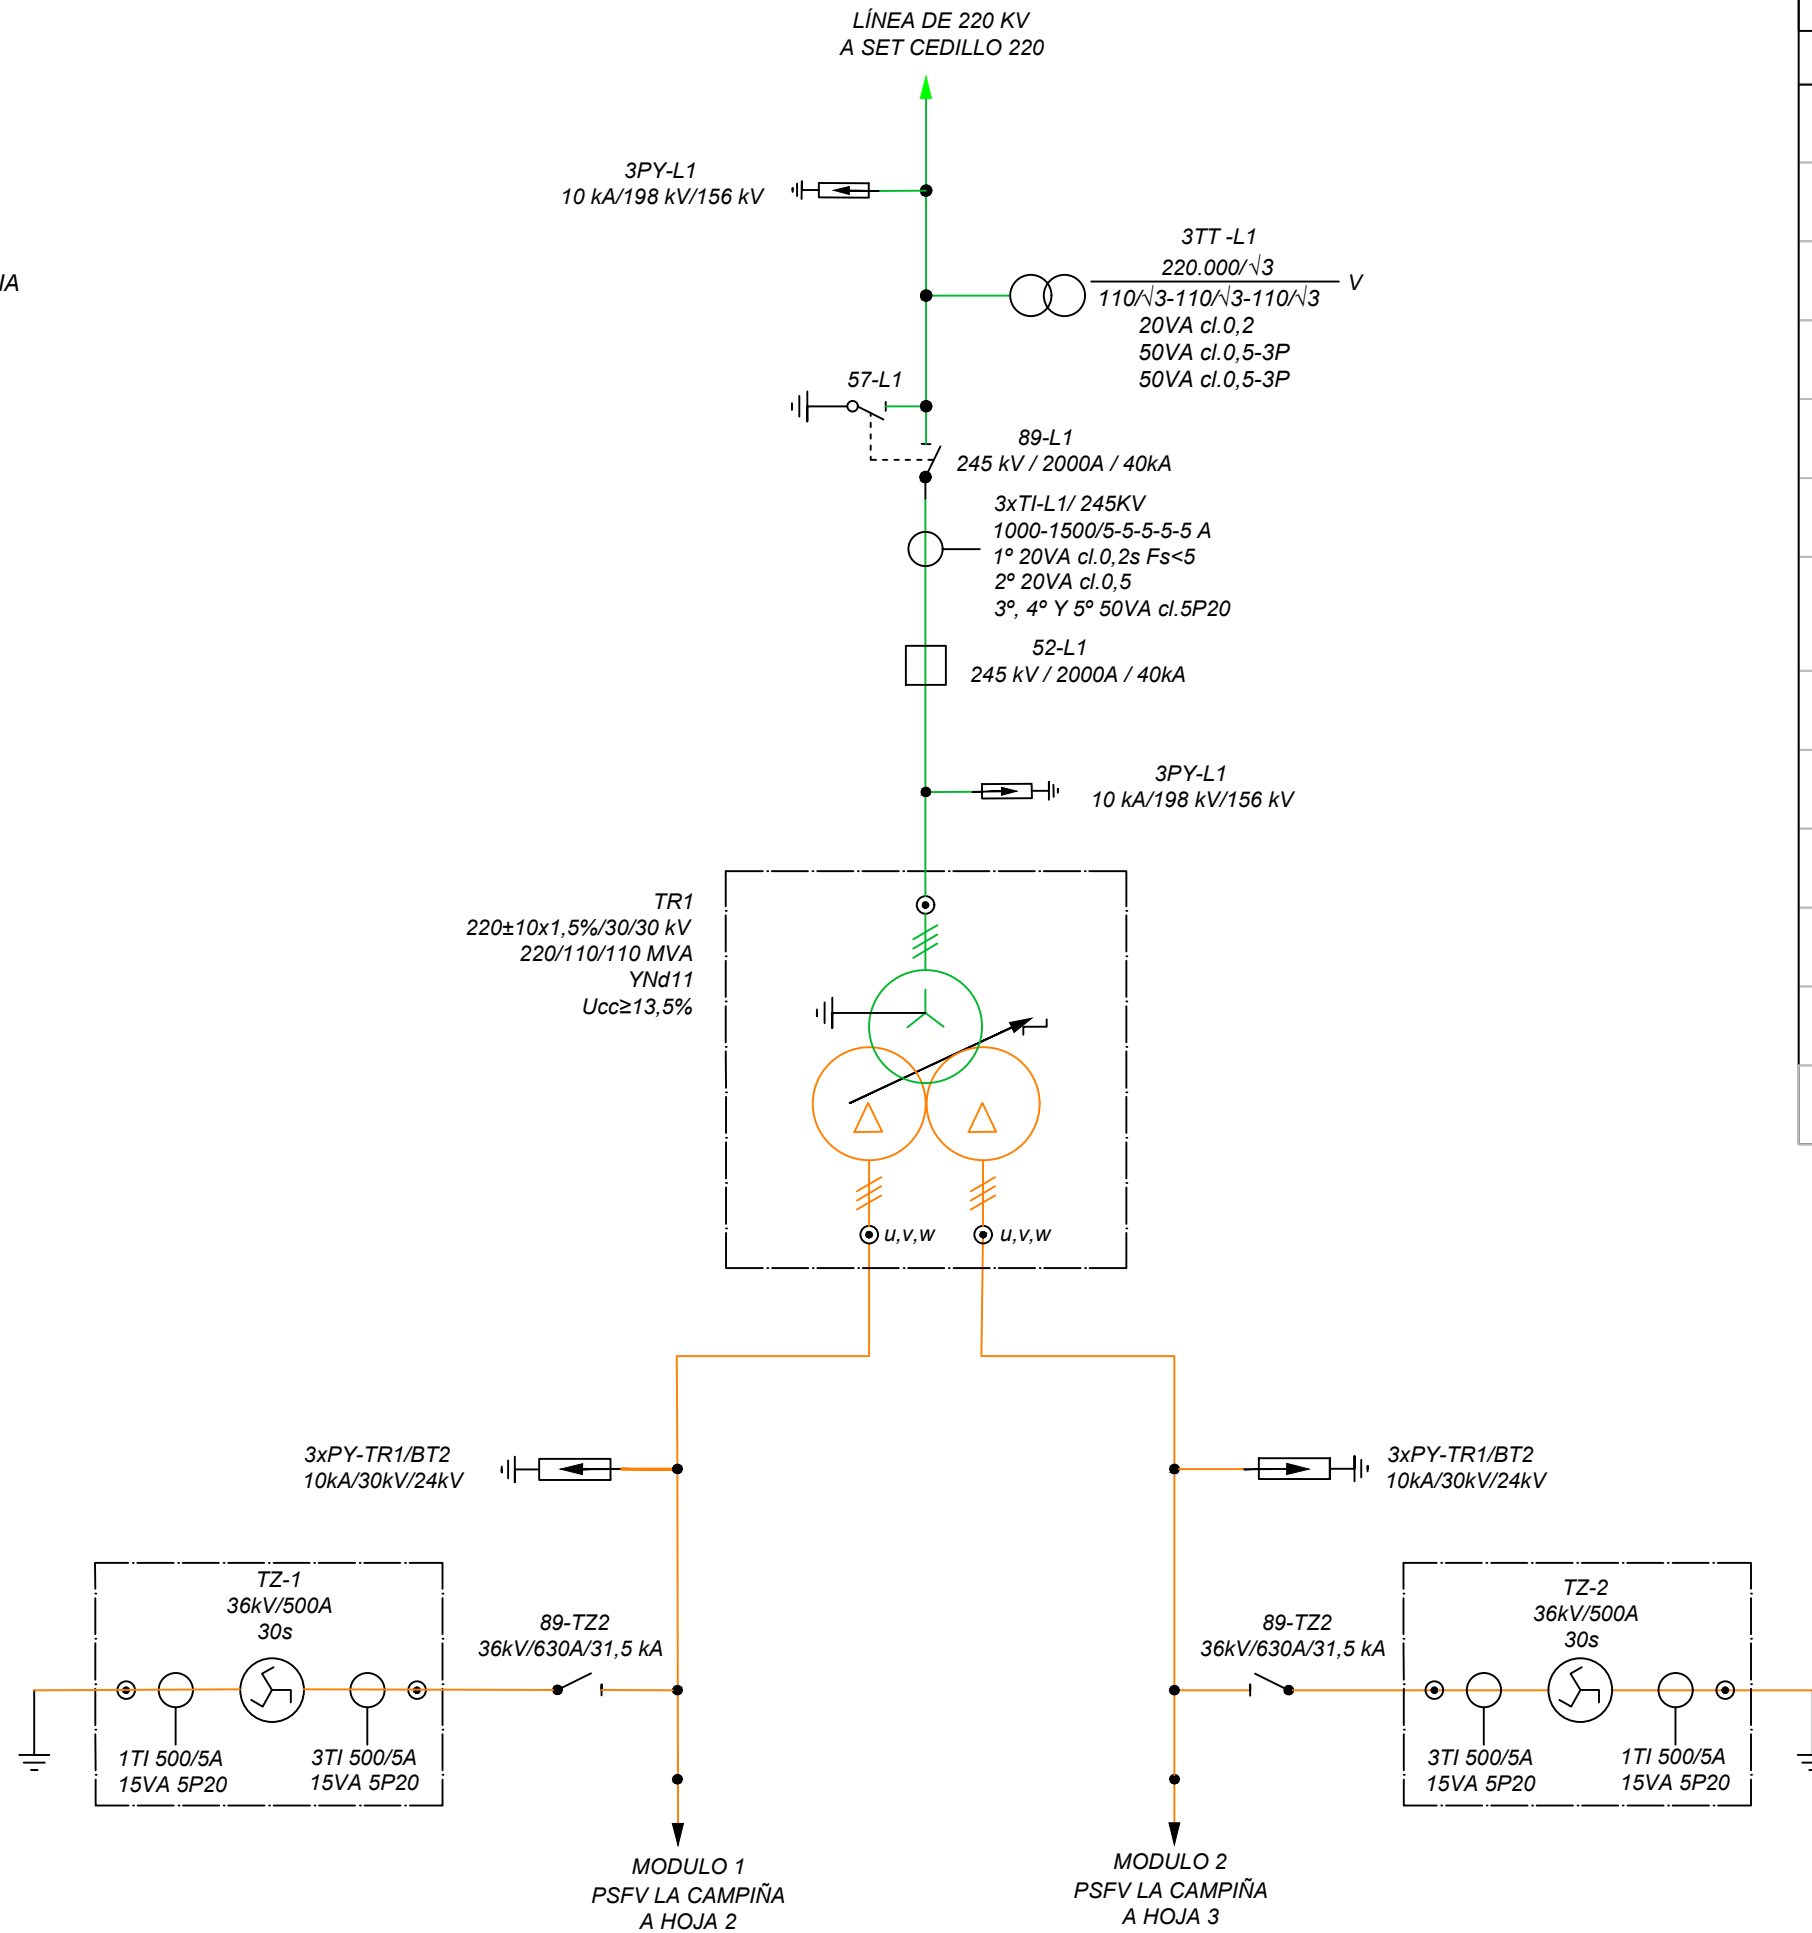 LÍNEA DE 220 KV
A SET CEDILLO 220
3PY-L1
10 kA/198 kV/156 kV
3TT -L1
220.000/√3
110/√3-110/√3-110/√3
V
20VA cl.0,2
50VA cl.0,5-3P
50VA cl.0,5-3P
57-L1
89-L1
245 kV / 2000A / 40kA
3xTI-L1/ 245KV
1000-1500/5-5-5-5-5 A
1º 20VA cl.0,2s Fs<5
2º 20VA cl.0,5
3º, 4º Y 5º 50VA cl.5P20
52-L1
245 kV / 2000A / 40kA
3PY-L1
10 kA/198 kV/156 kV
TR1
220±10x1,5%/30/30 kV
220/110/110 MVA
YNd11
Ucc≥13,5%
u,v,w
u,v,w
3xPY-TR1/BT2
10kA/30kV/24kV
3xPY-TR1/BT2
10kA/30kV/24kV
TZ-1
36kV/500A
30s
89-TZ2
36kV/630A/31,5 kA
1TI 500/5A
15VA 5P20
3TI 500/5A
15VA 5P20
89-TZ2
36kV/630A/31,5 kA
TZ-2
36kV/500A
30s
3TI 500/5A
15VA 5P20
1TI 500/5A
15VA 5P20
MODULO 1
PSFV LA CAMPIÑA
A HOJA 2
MODULO 2
PSFV LA CAMPIÑA
A HOJA 3